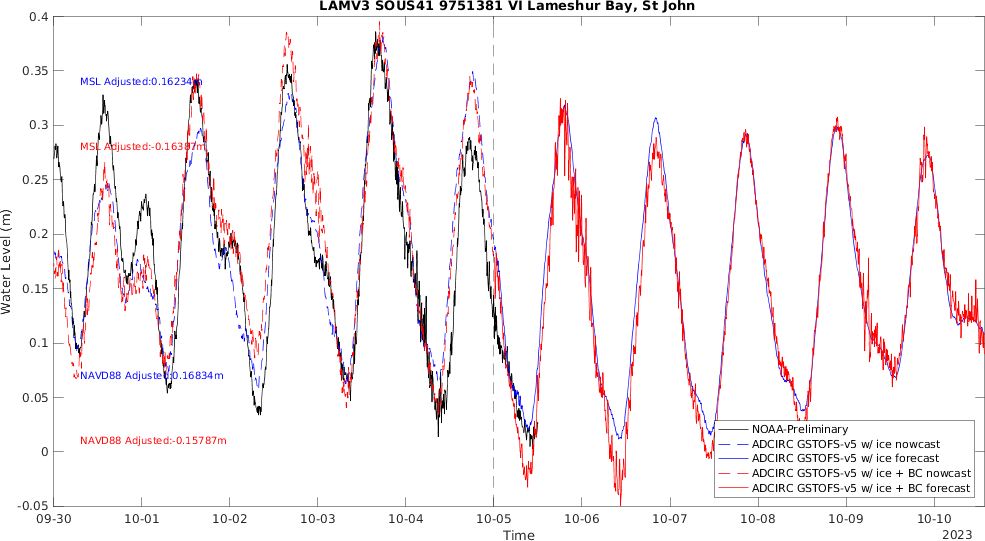 LAMV3 SOUS41 9751381 VI Lameshur Bay, St John
0.4
0.35
0.3
0.25
0.2
0.15
0.1
0.05
0
-0.05
Water Level (m)
MSL Adjusted:0.16234m
MSL Adjusted:-0.16387m
NAVD88 Adjusted:0.16834m
NAVD88 Adjusted:-0.15787m
NOAA-Preliminary
ADCIRC GSTOFS-v5 w/ ice nowcast
ADCIRC GSTOFS-v5 w/ ice forecast
ADCIRC GSTOFS-v5 w/ ice + BC nowcast
ADCIRC GSTOFS-v5 w/ ice + BC forecast
09-30 10-01 10-02 10-03 10-04 10-05 10-06 10-07 10-08 10-09 10-10
Time
2023